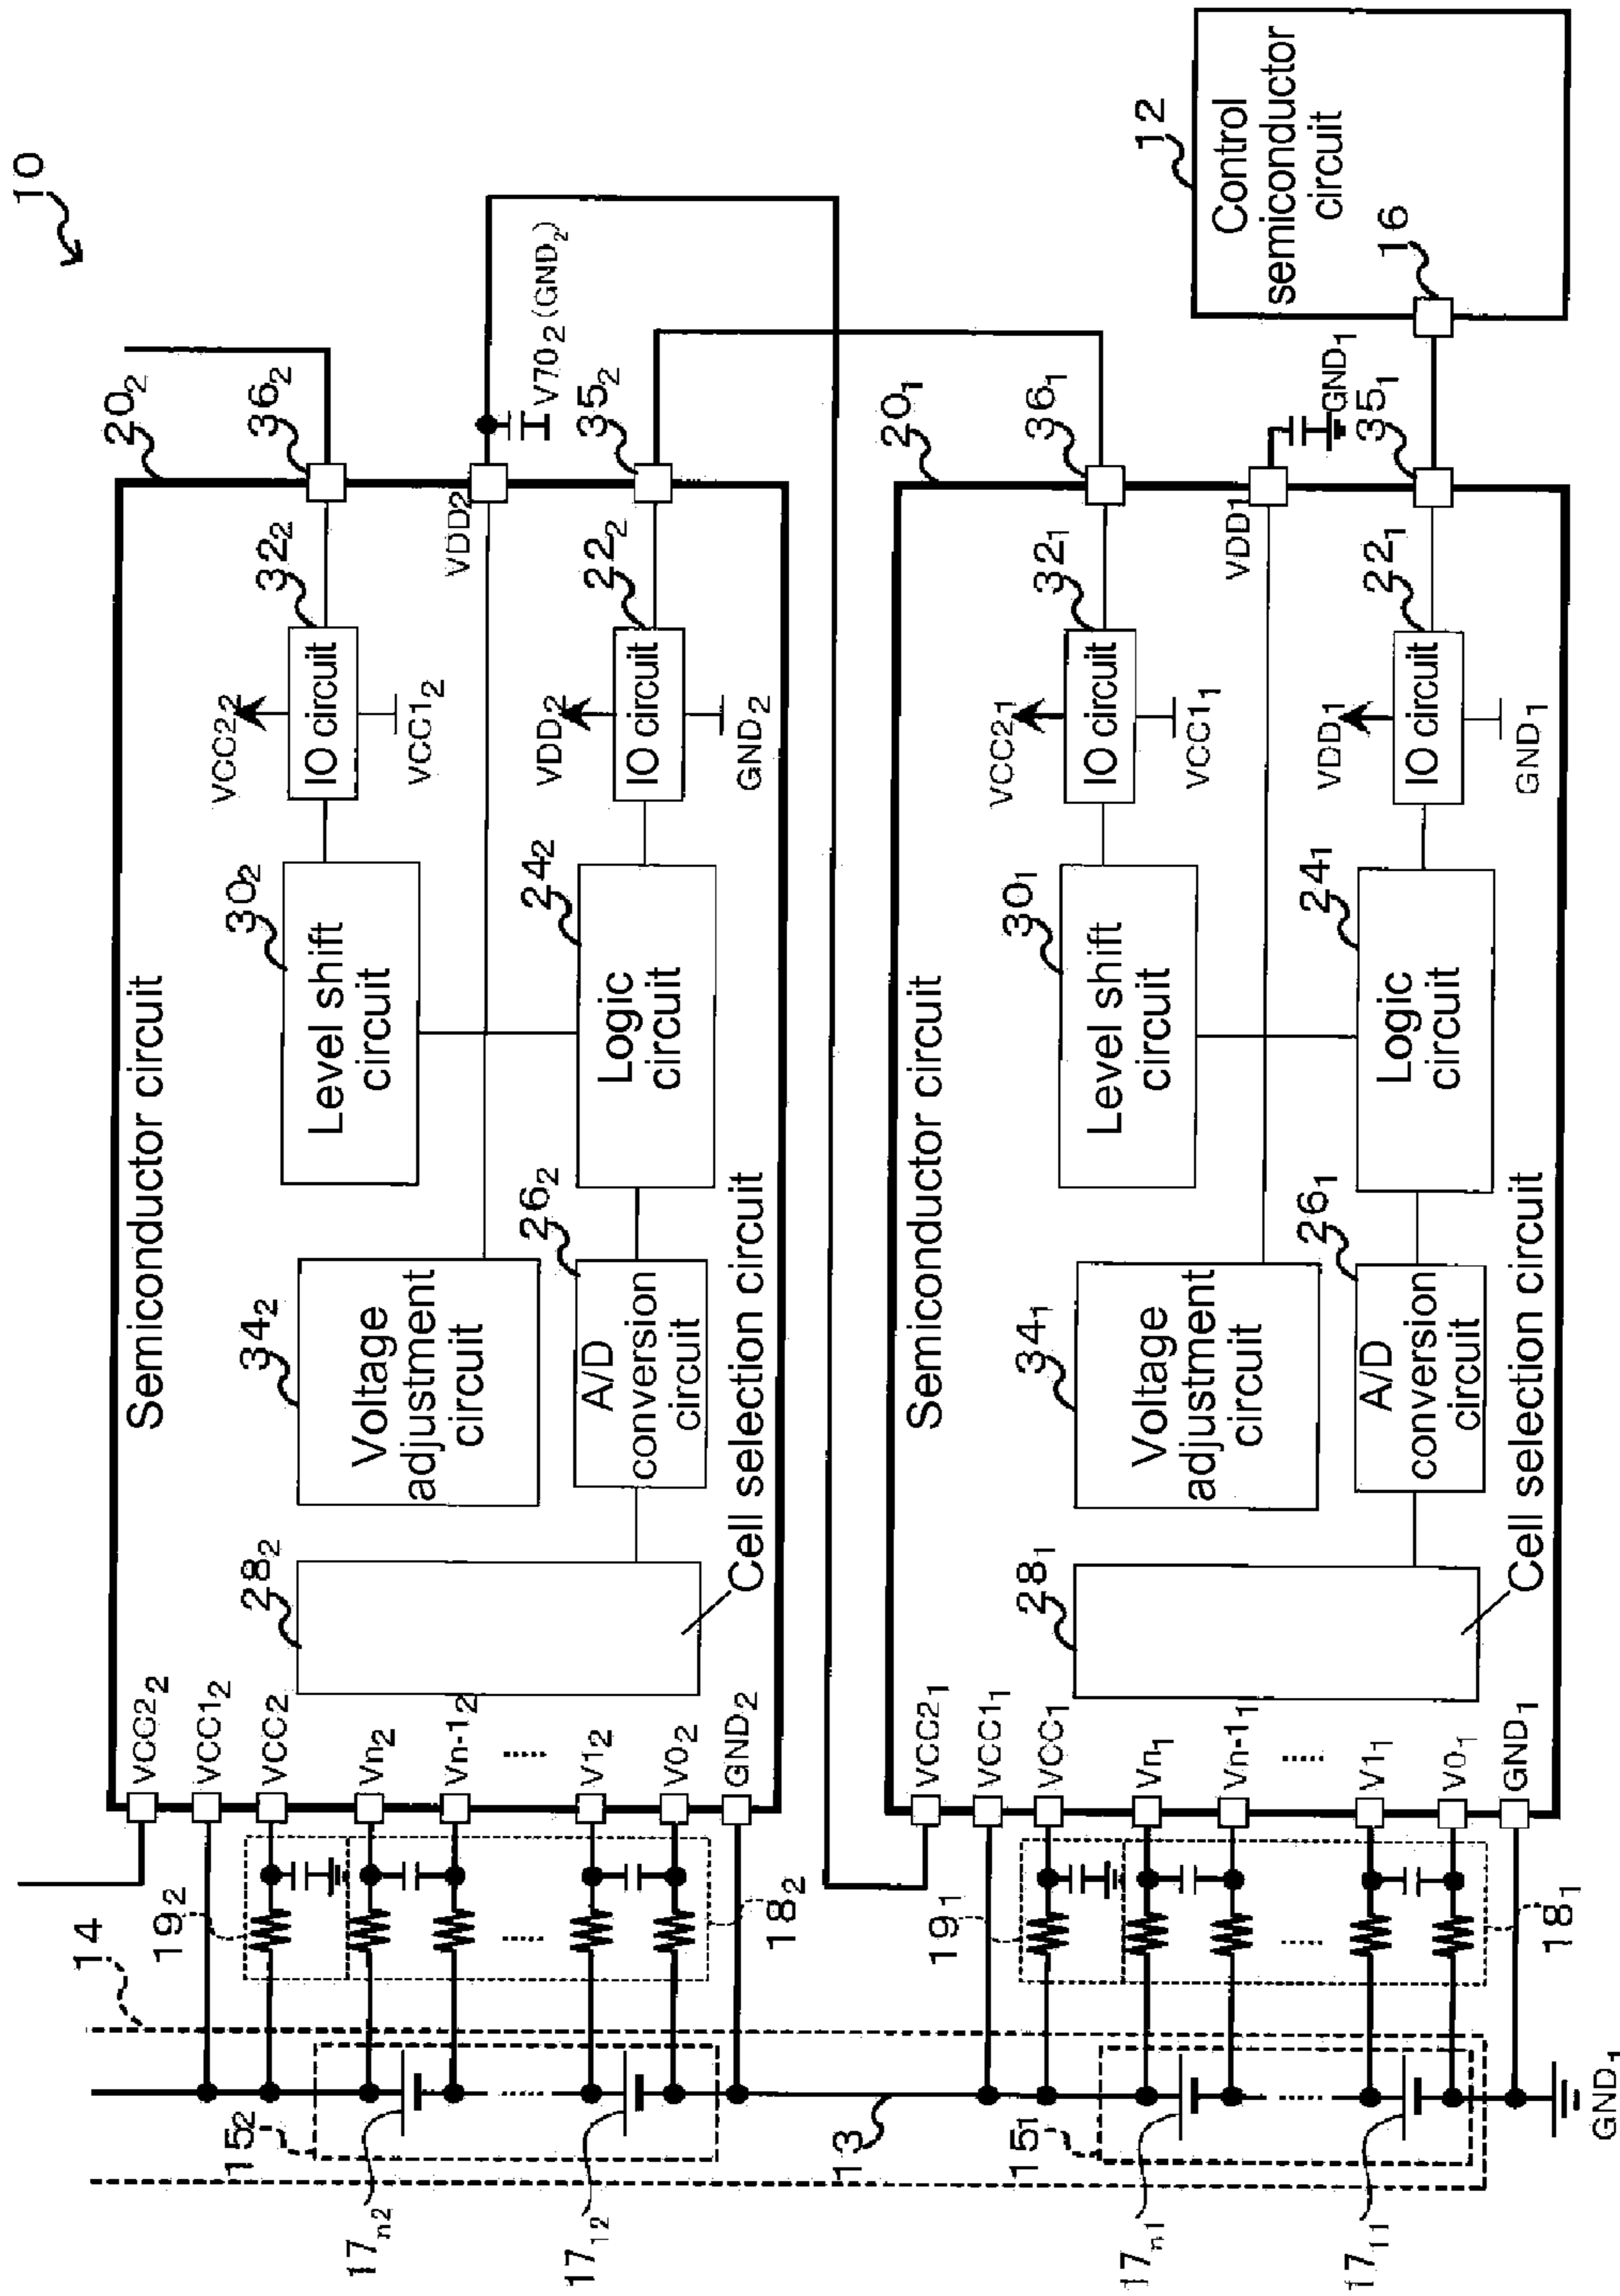 10
14
15₂
17ₙ₂
17₁₂
13
15₁
17ₙ₁
17₁₁
GND₁
19₂
18₂
19₁
18₁
VCC2₂
VCC1₂
VCC₂
Vn₂
Vn-1₂
.....
.....
.....
V1₂
V0₂
GND₂
Semiconductor circuit
20₂
28₂
Cell selection circuit
34₂
Voltage
adjustment
circuit
26₂
A/D
conversion
circuit
30₂
Level shift
circuit
24₂
Logic
circuit
VCC2₂
32₂
IO circuit
VCC1₂
VDD₂
22₂
IO circuit
GND₂
36₂
VDD₂
V70₂ (GND₂)
35₂
VCC2₁
VCC1₁
VCC₁
Vn₁
Vn-1₁
.....
.....
.....
V1₁
V0₁
GND₁
Semiconductor circuit
20₁
28₁
Cell selection circuit
34₁
Voltage
adjustment
circuit
26₁
A/D
conversion
circuit
30₁
Level shift
circuit
24₁
Logic
circuit
VCC2₁
32₁
IO circuit
VCC1₁
VDD₁
22₁
IO circuit
GND₁
36₁
VDD₁
GND₁
35₁
12
Control
semiconductor
circuit
16